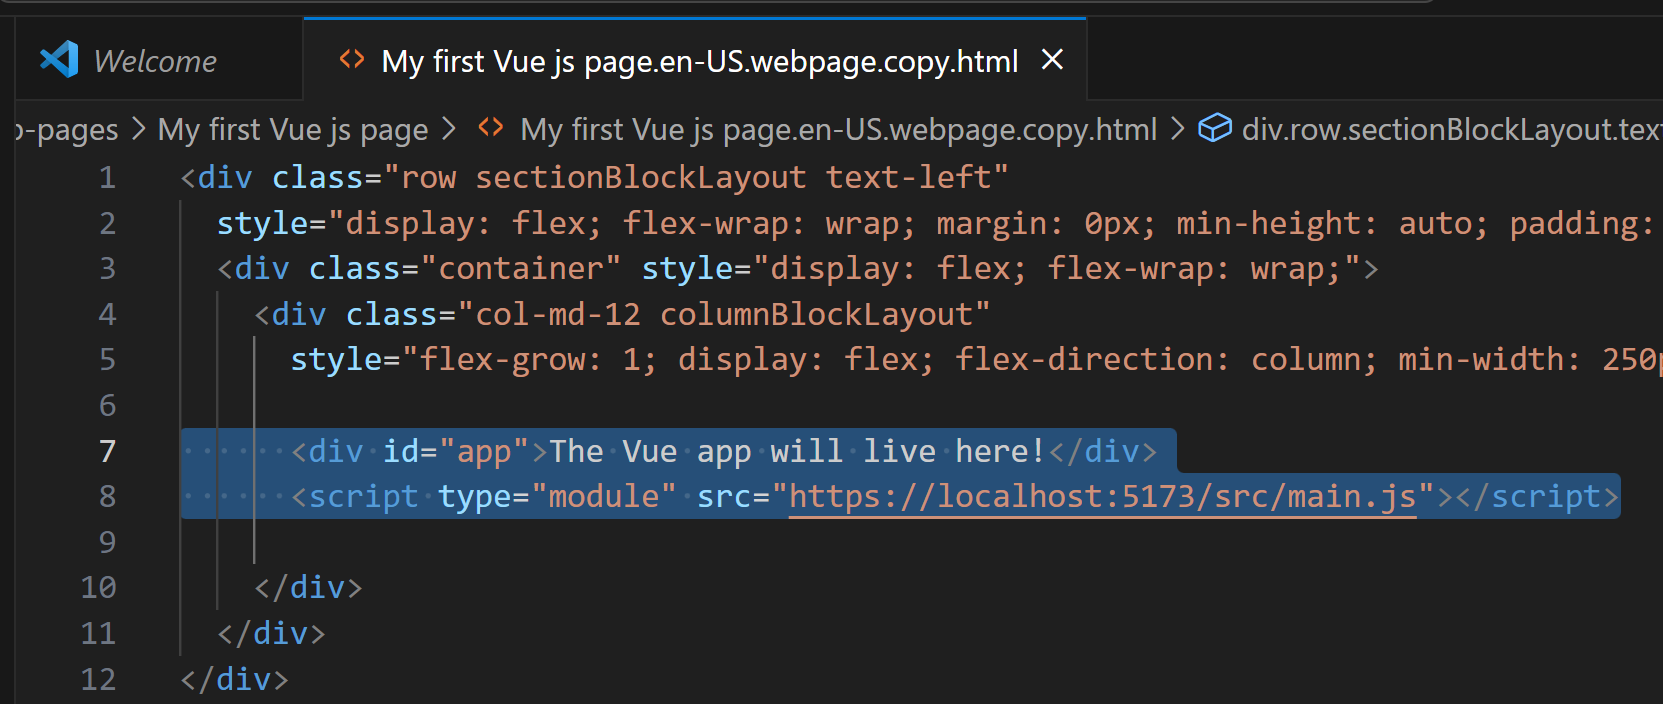 Welcome
My first Vue js page.en-US.webpage.copy.html
-pages > My first Vue js page > My first Vue js page.en-US.webpage.copy.html > div.row.sectionBlockLayout.tex
1 <div class="row sectionBlockLayout text-left"
2 style="display: flex; flex-wrap: wrap; margin: 0px; min-height: auto; padding:
3 <div class="container" style="display: flex; flex-wrap: wrap;">
4 <div class="col-md-12 columnBlockLayout"
5 style="flex-grow: 1; display: flex; flex-direction: column; min-width: 250p
6
7 <div id="app">The Vue app will live here!</div>
8 <script type="module" src="https://localhost:5173/src/main.js"></script>
9
10 </div>
11 </div>
12 </div>